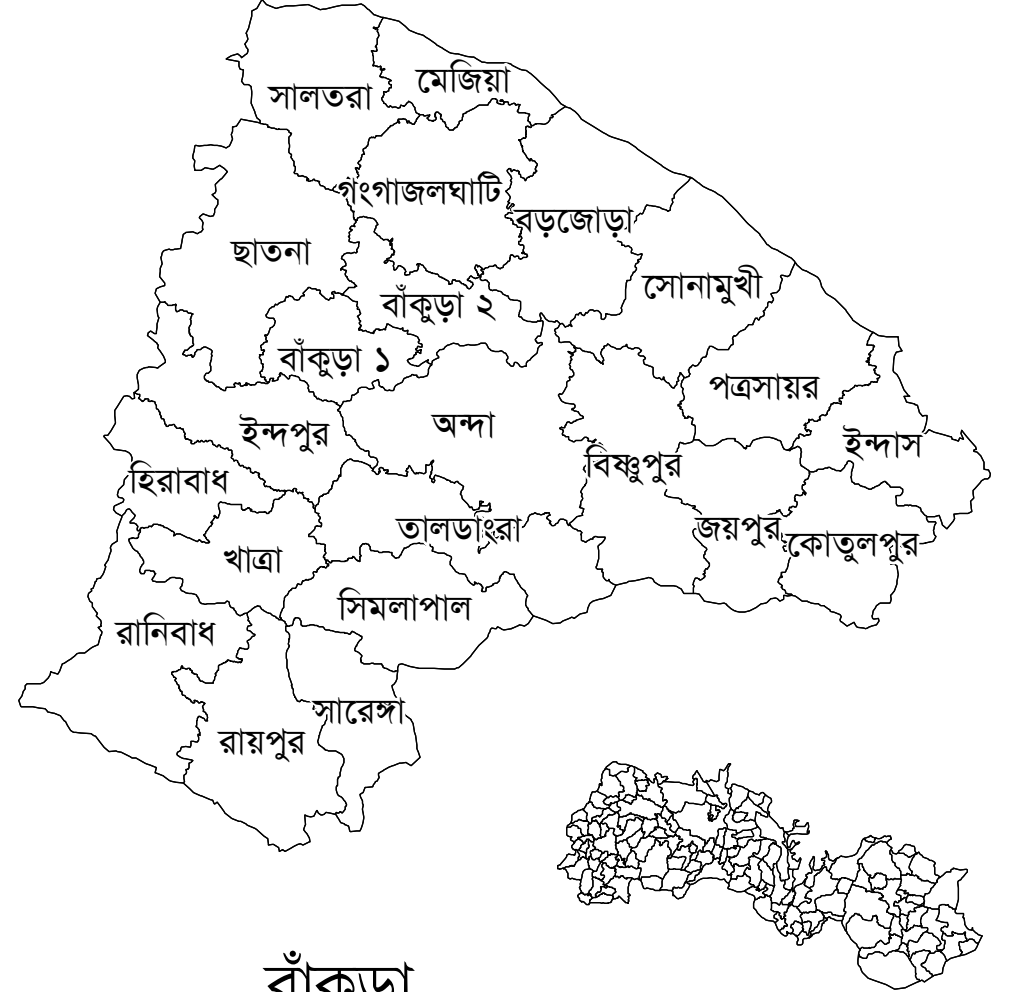 মেজিয়া
সালতরা
গংগাজলঘাটি
বড়জোড়া
ছাতনা
সোনামুখী
বাঁকুড়া ২
বাঁকুড়া ১
পত্রসায়র
অন্দা
ইন্দপুর
ইন্দাস
বিষ্ণুপুর
হিরাবাধ
তালডাংরা
জয়পুর
কোতুলপুর
খাত্রা
সিমলাপাল
রানিবাধ
সারেঙ্গা
রায়পুর
বাঁকুড়া